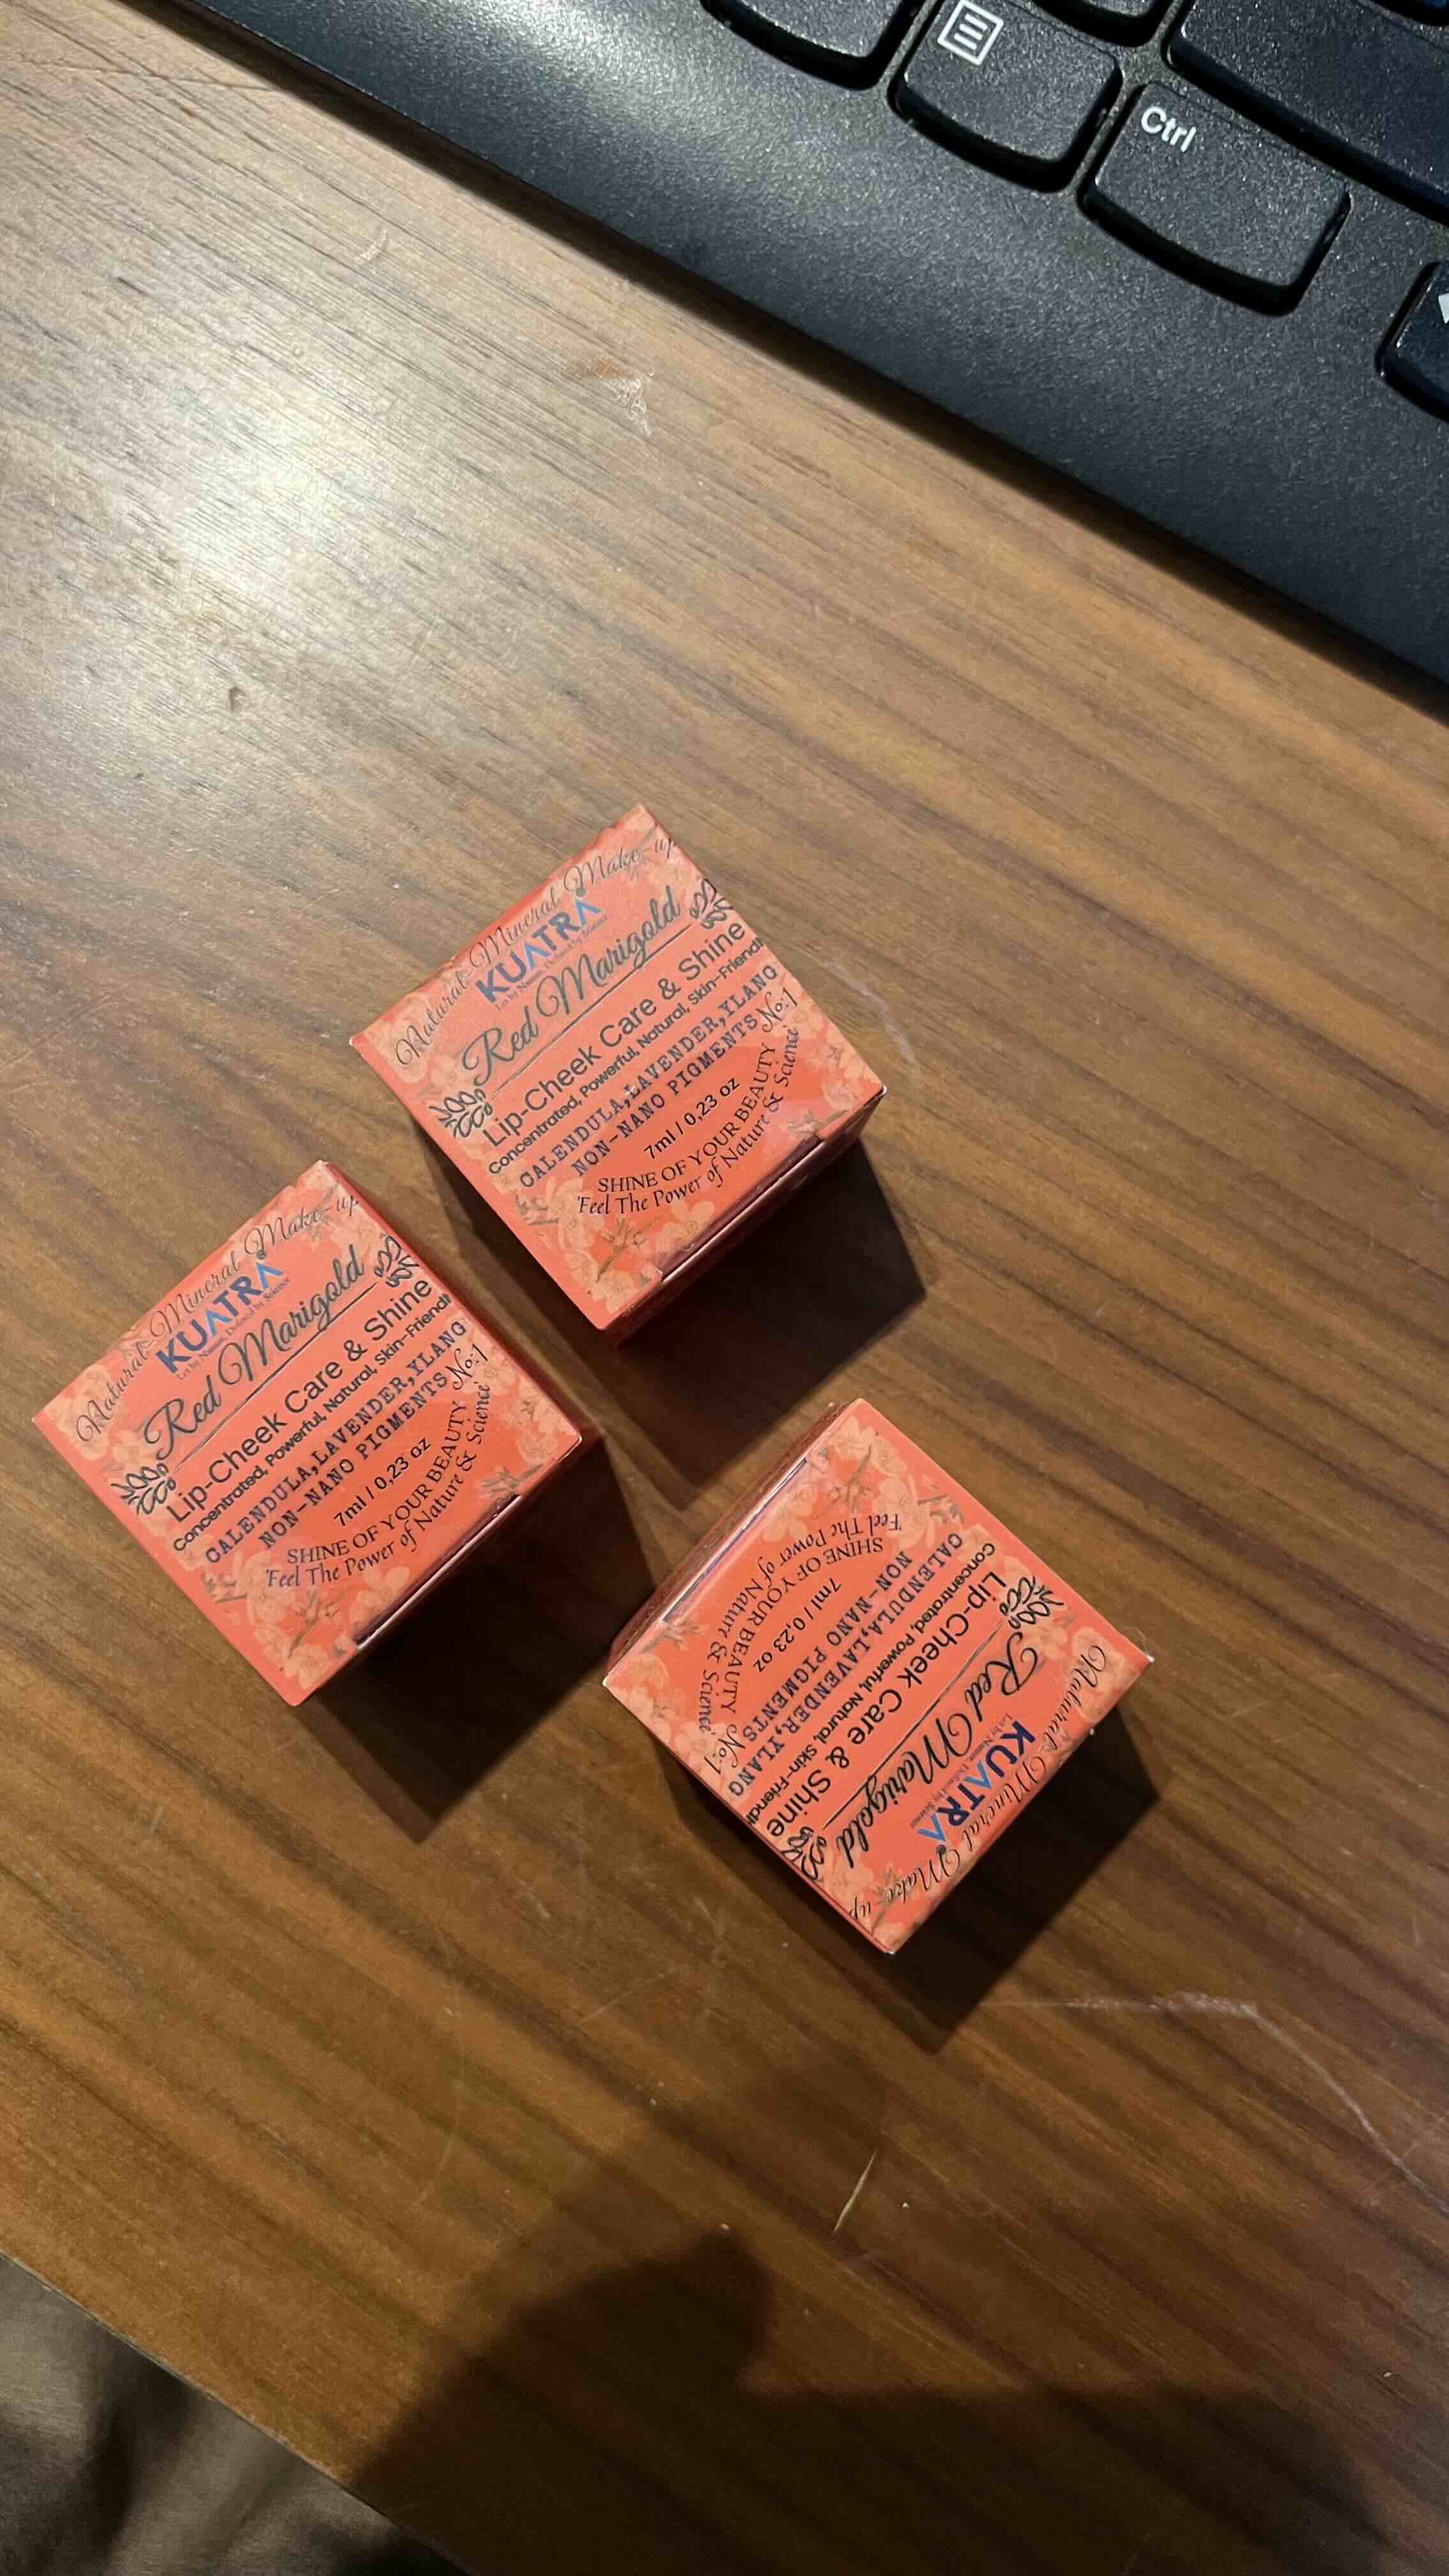 Ctrl
Natural-Mineral Make-up
KUATRA
Red Marigold
Lip-Cheek Care & Shine
Concentrated, Powerful, Natural, Skin-Friendl
CALENDULA,LAVENDER,YLANG
NON-NANO PIGMENTS No:1
7ml / 0,23 oz
SHINE OF YOUR BEAUTY
'Feel The Power of Nature & Science'
Natural-Mineral Make-up
KUATRA
Red Marigold
Lip-Cheek Care & Shine
Concentrated, Powerful, Natural, Skin-Friendl
CALENDULA,LAVENDER,YLANG
NON-NANO PIGMENTS No:1
7ml / 0,23 oz
SHINE OF YOUR BEAUTY
'Feel The Power of Nature & Science'
Natural-Mineral Make-up
KUATRA
Red Marigold
Lip-Cheek Care & Shine
Concentrated, Powerful, Natural, Skin-Friendl
CALENDULA,LAVENDER,YLANG
NON-NANO PIGMENTS No:1
7ml / 0,23 oz
SHINE OF YOUR BEAUTY
'Feel The Power of Nature & Science'